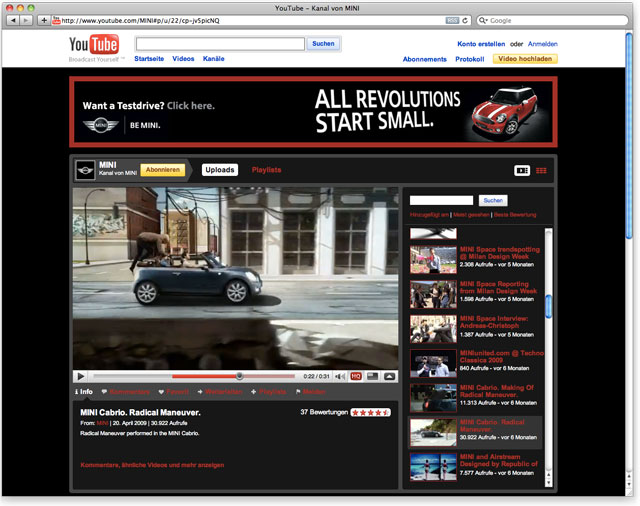 YouTube – Kanal von MINI
http://www.youtube.com/MINI#p/u/22/cp-jv5picNQ
RSS
Google
YouTube
Broadcast Yourself™
Suchen
Konto erstellen oder Anmelden
Startseite Videos Kanäle
Abonnements Protokoll Video hochladen
Want a Testdrive? Click here.
MINI
BE MINI.
ALL REVOLUTIONS
START SMALL.
MINI
Kanal von MINI
Abonnieren
Uploads
Playlists
Suchen
Hinzugefügt am | Meist gesehen | Beste Bewertung
MINI Space trendspotting
@ Milan Design Week
2.308 Aufrufe - vor 5 Monaten
MINI Space Reporting
from Milan Design Week
1.598 Aufrufe - vor 5 Monaten
MINI Space Interview:
Andreas-Christoph
1.387 Aufrufe - vor 5 Monaten
MINIunited.com @ Techno
Classics 2009
840 Aufrufe - vor 6 Monaten
MINI Cabrio. Making Of
MINI Cabrio. Radical
11.313 Aufrufe - vor 6 Monaten
MINI Cabrio. Radical
Maneuver.
30.922 Aufrufe - vor 6 Monaten
MINI and Airstream
Designed by Republic of
7.577 Aufrufe - vor 6 Monaten
0:22 / 0:31
HQ
Info Kommentare Favorit Weiterleiten Playlists Melden
MINI Cabrio. Radical Maneuver.
37 Bewertungen
From: MINI | 20. April 2009 | 30.922 Aufrufe
Radical Maneuver performed in the MINI Cabrio.
Kommentare, ähnliche Videos und mehr anzeigen